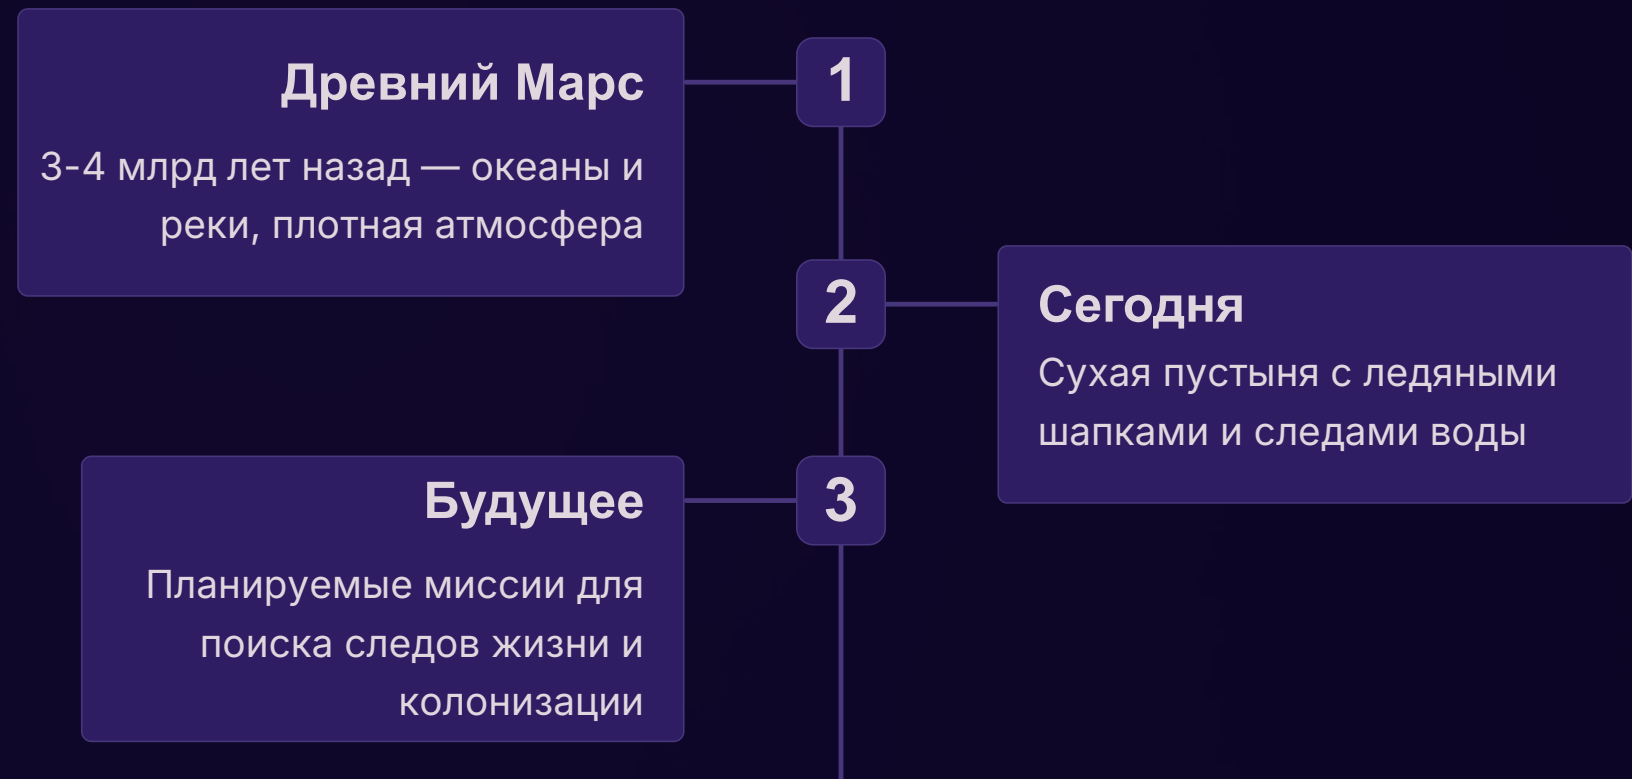 Древний Марс
3-4 млрд лет назад — океаны и
реки, плотная атмосфера
1
2
Сегодня
Сухая пустыня с ледяными
шапками и следами воды
Будущее
3
Планируемые миссии для
поиска следов жизни и
колонизации